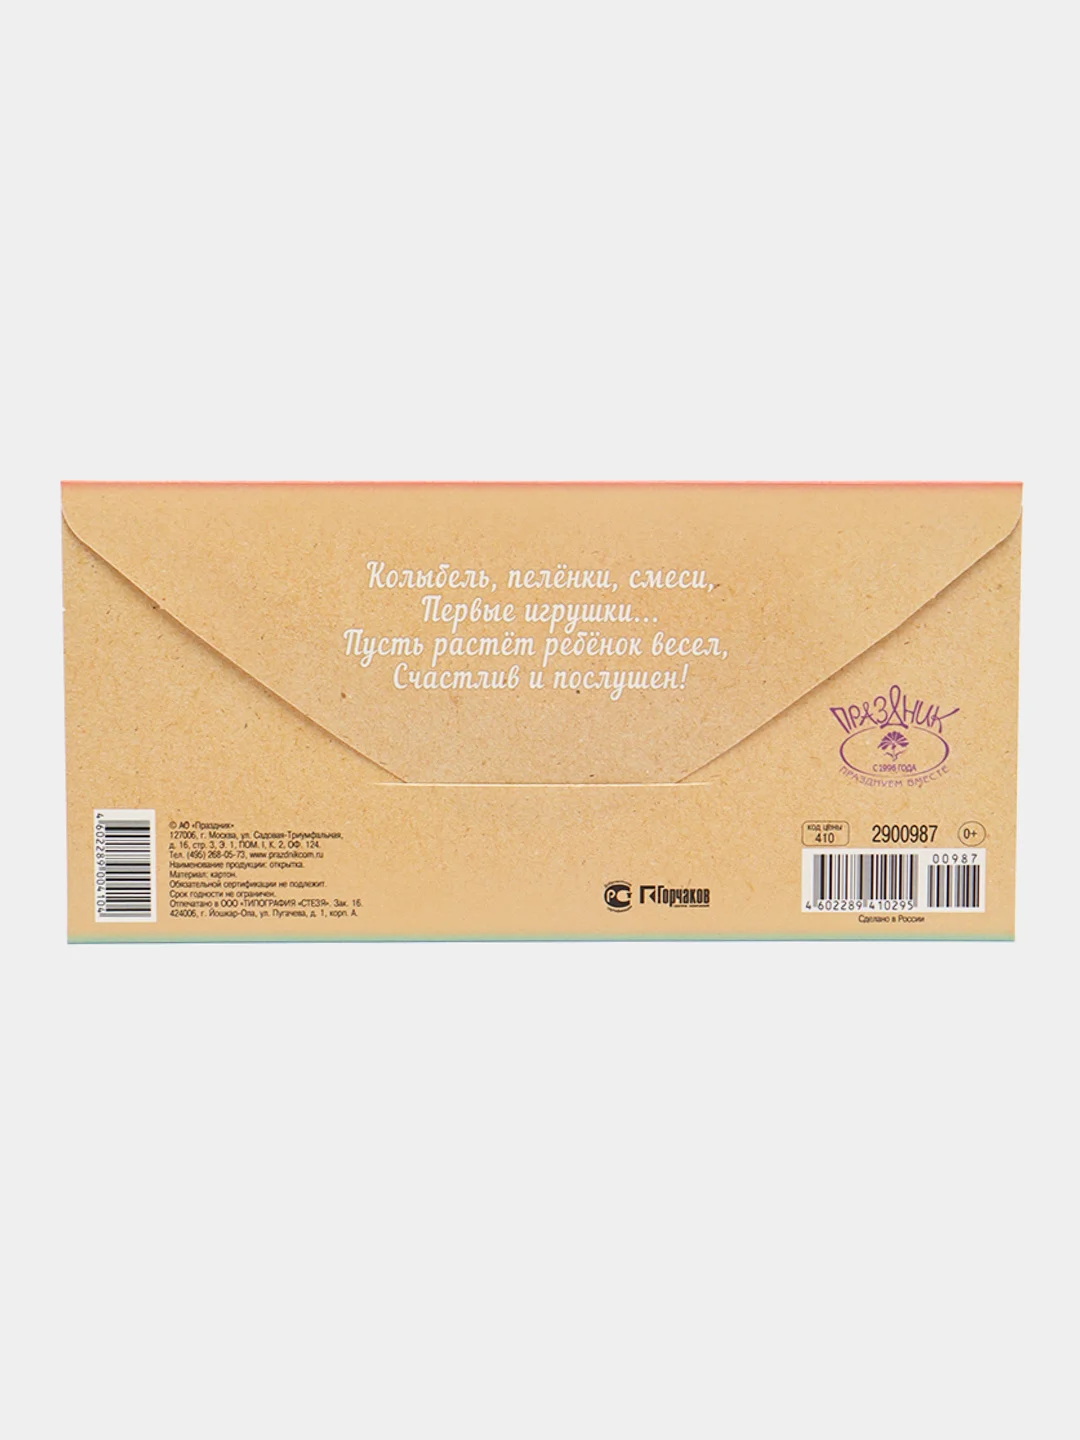 Колыбель, пелёнки, смеси,
Первые игрушки...
Пусть растёт ребёнок весел,
Счастлив и послушен!
ПРАЗДНИК
С 1996 ГОДА
ПРАЗДНУЕМ ВМЕСТЕ
4602289004104
© АО «Праздник»
127006, г. Москва, ул. Садовая-Триумфальная,
д. 16, стр. 3, Э. 1, ПОМ. I, К. 2, ОФ. 124.
Тел. (495) 268-05-73, www.prazdnikcom.ru
Наименование продукции: открытка.
Материал: картон.
Обязательной сертификации не подлежит.
Срок годности не ограничен.
Отпечатано в ООО «ТИПОГРАФИЯ «СТЕЗЯ». Зак. 16.
424006, г. Йошкар-Ола, ул. Пугачева, д. 1, корп. А.
РС
Горчаков
код цены
410
2900987
0+
00987
4 602289 410295
Сделано в России